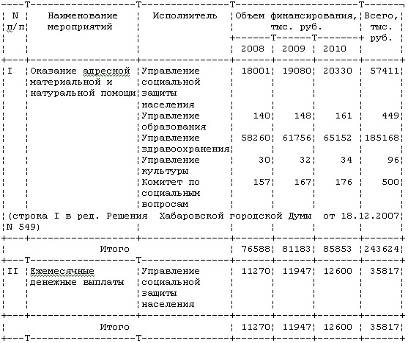 N Наименование Исполнитель Объем финансирования, Всего,
п/п мероприятий тыс. руб. тыс.
руб.
2008 2009 2010
I Оказание адресной Управление 18001 19080 20330 57411
материальной и социальной
натуральной помощи защиты
населения
Управление 140 148 161 449
образования
Управление 58260 61756 65152 185168
здравоохранения
Управление 30 32 34 96
культуры
Комитет по 157 167 176 500
социальным
вопросам
(строка I в ред. Решения Хабаровской городской Думы от 18.12.2007
N 549)
Итого 76588 81183 85853 243624
II Ежемесячные Управление 11270 11947 12600 35817
денежные выплаты социальной
защиты
населения
Итого 11270 11947 12600 35817